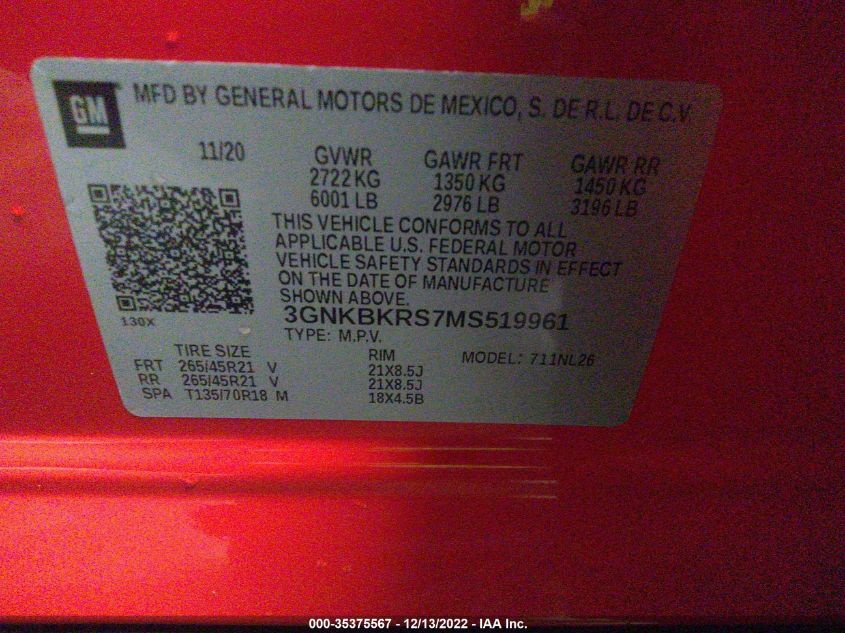 GM MFD BY GENERAL MOTORS DE MEXICO, S. DE R.L. DE C.V.
11/20 GVWR GAWR FRT GAWR RR
2722 KG 1350 KG 1450 KG
6001 LB 2976 LB 3196 LB
THIS VEHICLE CONFORMS TO ALL
APPLICABLE U.S. FEDERAL MOTOR
VEHICLE SAFETY STANDARDS IN EFFECT
ON THE DATE OF MANUFACTURE
SHOWN ABOVE.
130X
3GNKBKRS7MS519961
TYPE: M.P.V.
TIRE SIZE RIM MODEL: 711NL26
FRT 265/45R21 V 21X8.5J
RR 265/45R21 V 21X8.5J
SPA T135/70R18 M 18X4.5B
000-35375567 - 12/13/2022 - IAA Inc.